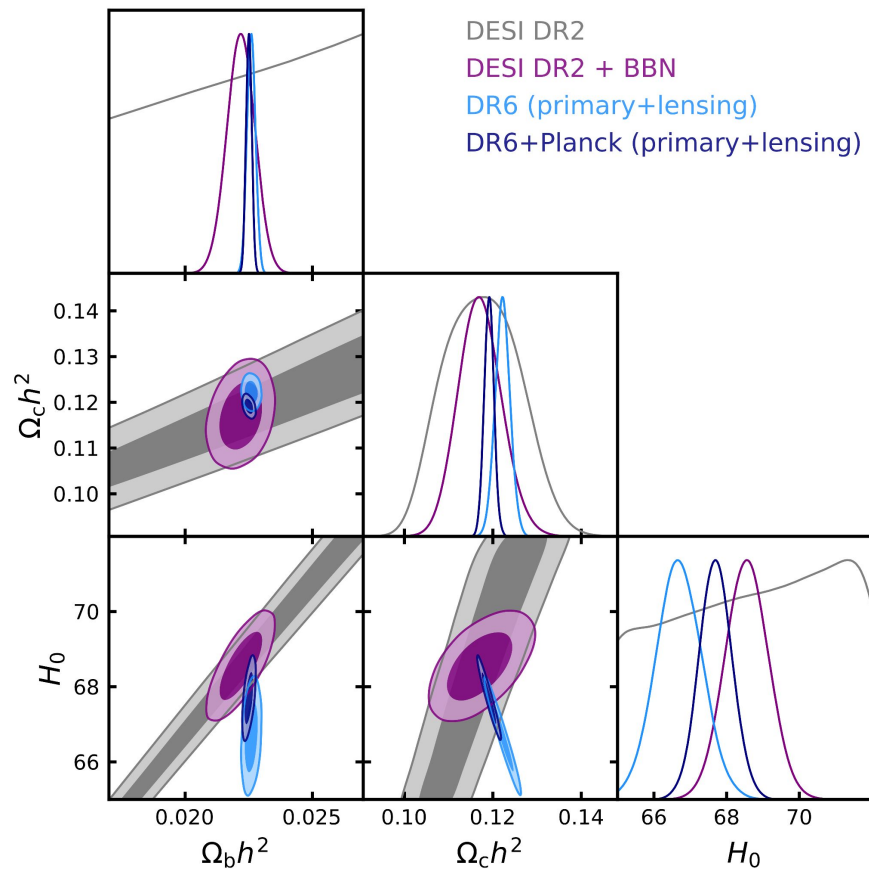 DESI DR2
DESI DR2 + BBN
DR6 (primary+lensing)
DR6+Planck (primary+lensing)
0.14
0.13
0.12
0.11
0.10
Ωch²
70
68
66
H₀
0.020 0.025
0.10 0.12 0.14
66 68 70
Ωbh²
Ωch²
H₀